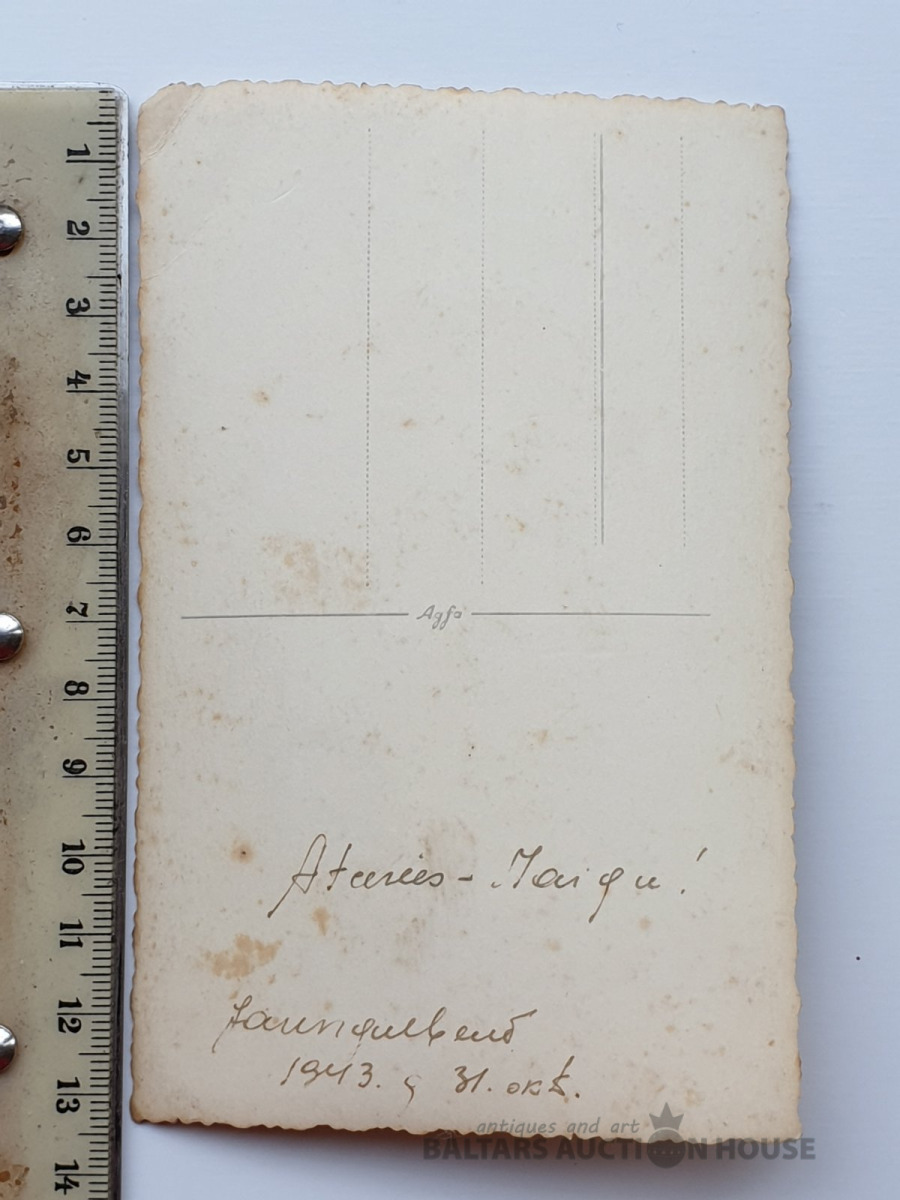 1
2
3
4
5
6
7
8
9
10
11
12
13
14
Agfa
Jaungulbenē
1943. g 31. okt.
antiques and art
BALTARS AUCTION HOUSE